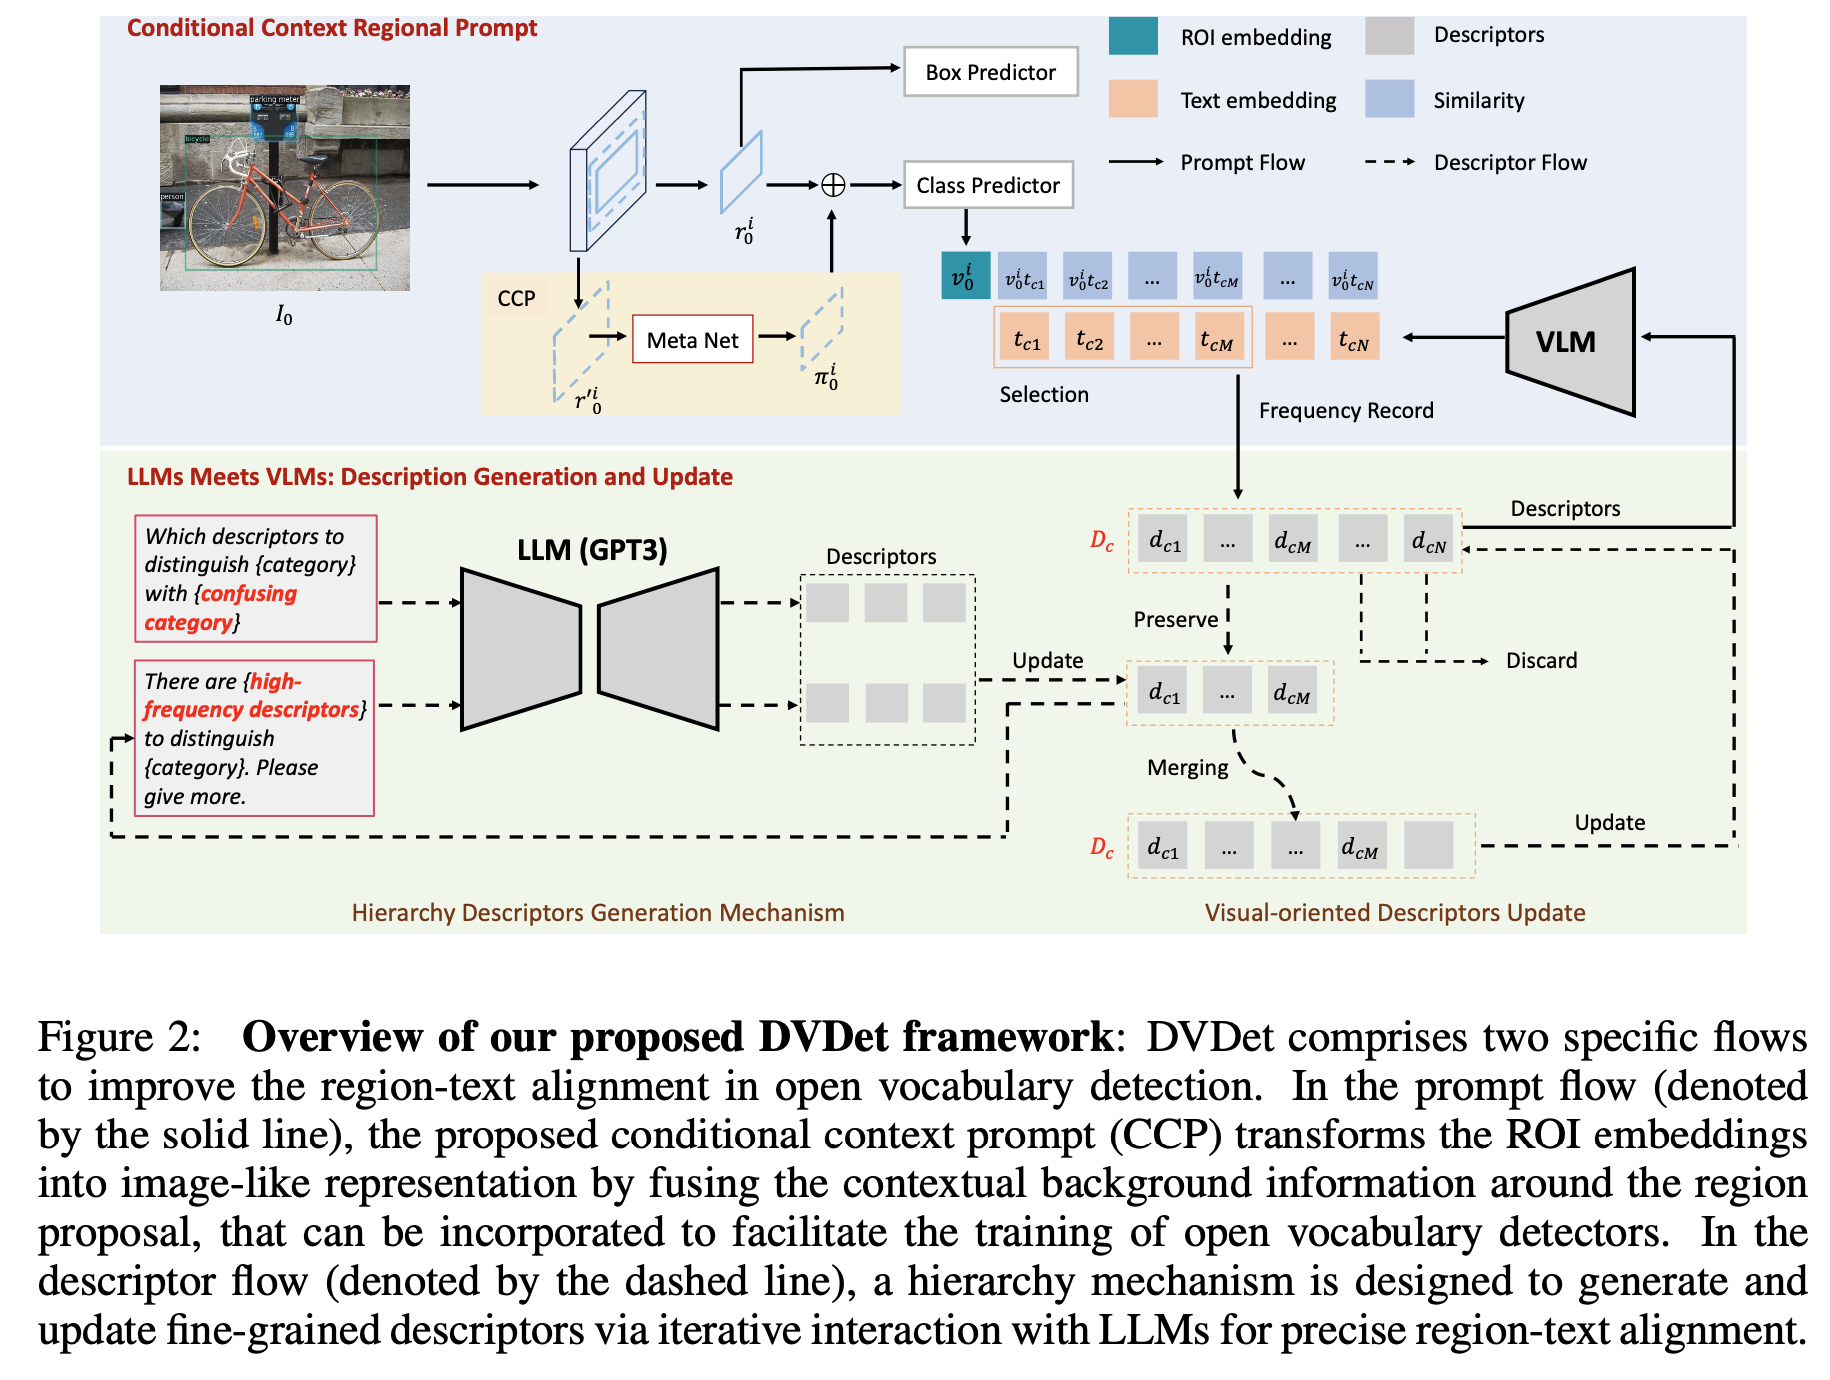 Conditional Context Regional Prompt
parking meter
bicycle
person
I_0
Box Predictor
r_0^i
Class Predictor
CCP
r'_0^i
Meta Net
π_0^i
ROI embedding
Descriptors
Text embedding
Similarity
Prompt Flow
Descriptor Flow
v_0^i v_0^i t_{c1} v_0^i t_{c2} ... v_0^i t_{cM} ... v_0^i t_{cN}
t_{c1} t_{c2} ... t_{cM} ... t_{cN}
VLM
Selection
Frequency Record
LLMs Meets VLMs: Description Generation and Update
Which descriptors to
distinguish {category}
with {confusing
category}
There are {high-
frequency descriptors}
to distinguish
{category}. Please
give more.
LLM (GPT3)
Descriptors
Update
Descriptors
D_c d_{c1} ... d_{cM} ... d_{cN}
Preserve
Discard
d_{c1} ... d_{cM}
Merging
D_c d_{c1} ... ... d_{cM}
Update
Hierarchy Descriptors Generation Mechanism
Visual-oriented Descriptors Update
Figure 2: Overview of our proposed DVDet framework: DVDet comprises two specific flows
to improve the region-text alignment in open vocabulary detection. In the prompt flow (denoted
by the solid line), the proposed conditional context prompt (CCP) transforms the ROI embeddings
into image-like representation by fusing the contextual background information around the region
proposal, that can be incorporated to facilitate the training of open vocabulary detectors. In the
descriptor flow (denoted by the dashed line), a hierarchy mechanism is designed to generate and
update fine-grained descriptors via iterative interaction with LLMs for precise region-text alignment.